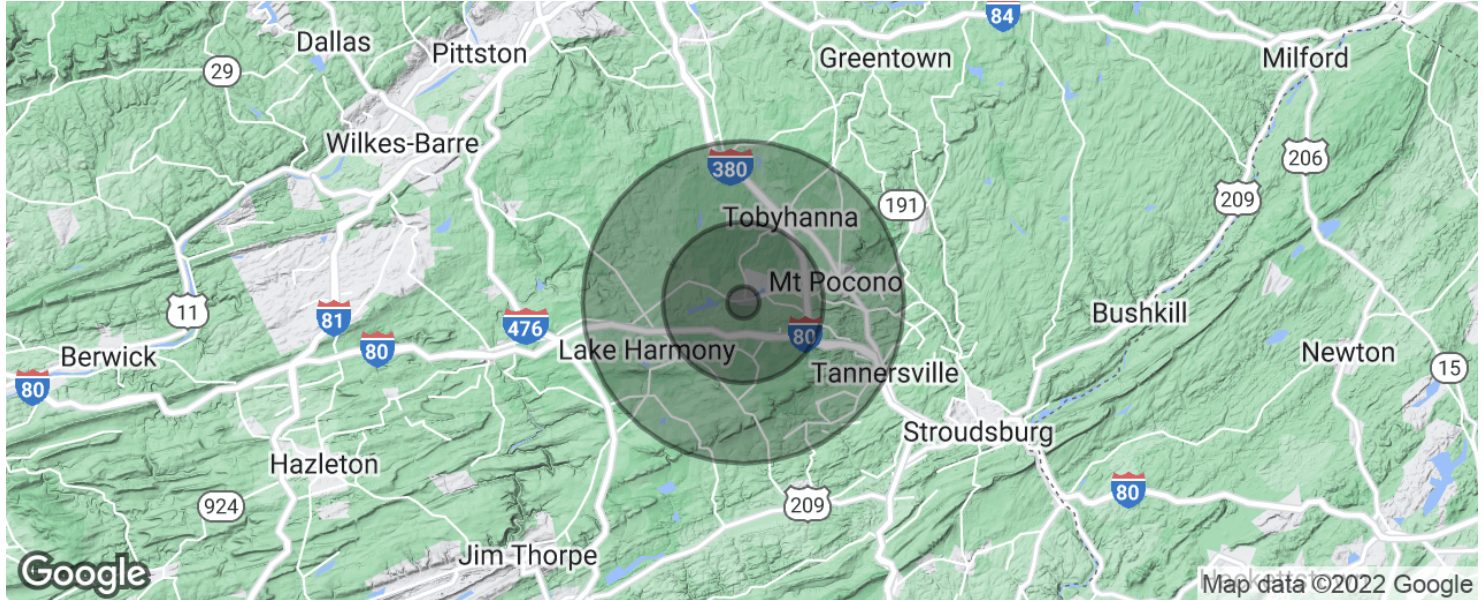 84
Dallas
Pittston
Greentown
Milford
29
Wilkes-Barre
206
380
209
191
Tobyhanna
Mt Pocono
11
81
476
Bushkill
80
80
Lake Harmony
Berwick
Newton
80
Tannersville
15
Stroudsburg
Hazleton
80
924
209
Jim Thorpe
Google
Map data ©2022 Google